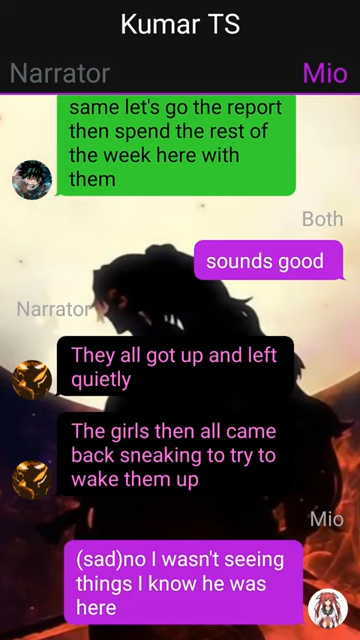 Kumar TS
Narrator
Mio
same let's go the report
then spend the rest of
the week here with
them
Both
sounds good
Narrator
They all got up and left
quietly
The girls then all came
back sneaking to try to
wake them up
Mio
(sad)no I wasn't seeing
things I know he was
here